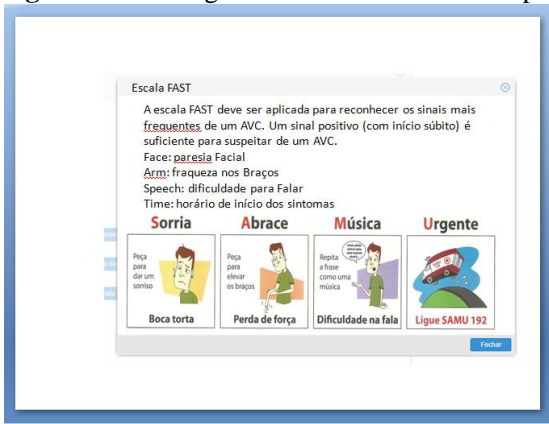 Escala FAST
A escala FAST deve ser aplicada para reconhecer os sinais mais
frequentes de um AVC. Um sinal positivo (com início súbito) é
suficiente para suspeitar de um AVC.
Face: paresia Facial
Arm: fraqueza nos Braços
Speech: dificuldade para Falar
Time: horário de início dos sintomas
Sorria Abrace Música Urgente
Peça
para
dar um
sorriso
Boca torta
Peça
para
elevar
os braços
Perda de força
Repita
a frase
como uma
música
Dificuldade na fala
Ligue SAMU 192
Fechar